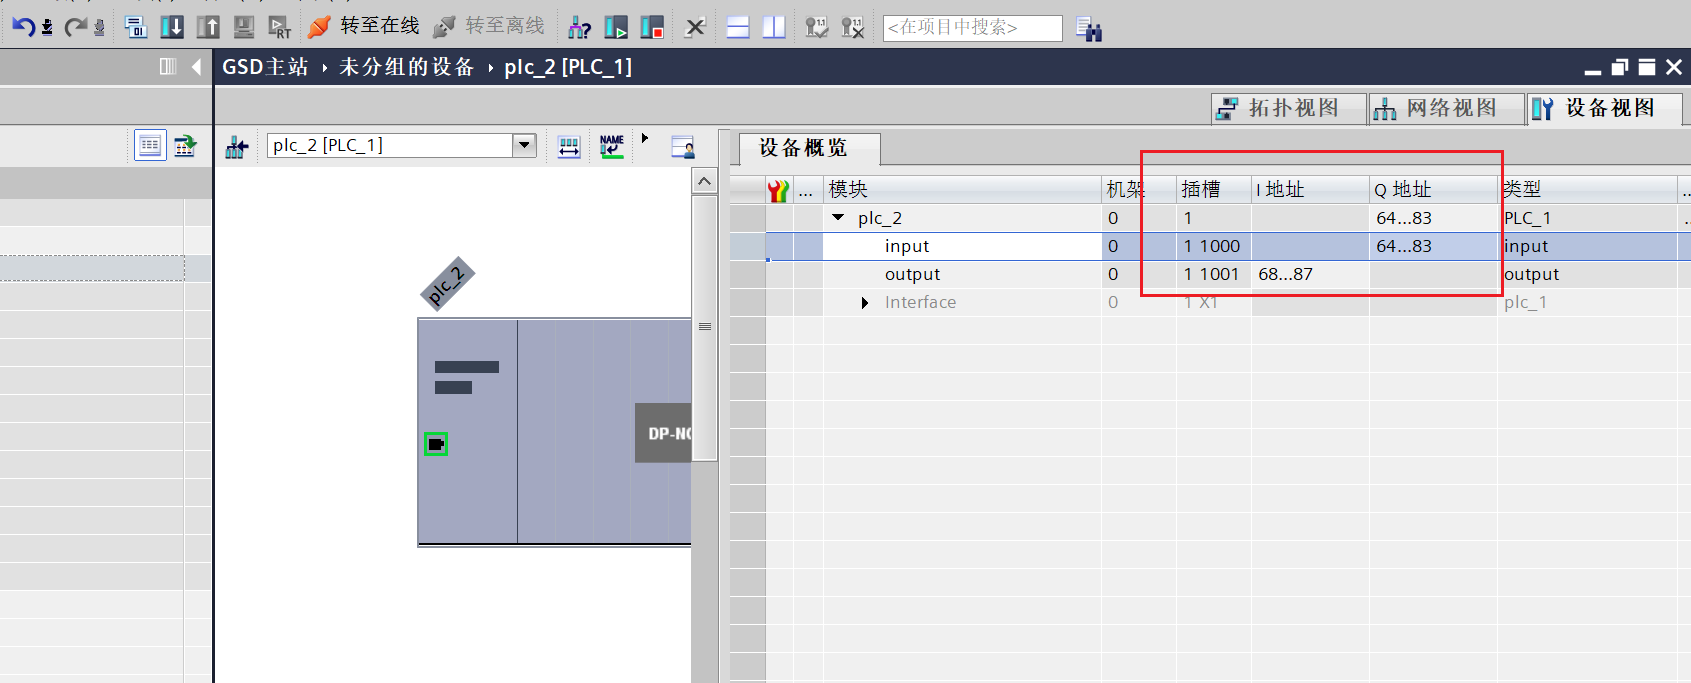 转至在线 转至离线 <在项目中搜索>
GSD主站 › 未分组的设备 › plc_2 [PLC_1]
拓扑视图 网络视图 设备视图
plc_2 [PLC_1] NAME 设备概览
... 模块 机架 插槽 I 地址 Q 地址 类型 ...
plc_2 0 1 64...83 PLC_1 ...
input 0 1 1000 64...83 input
output 0 1 1001 68...87 output
Interface 0 1 X1 plc_1
plc_2